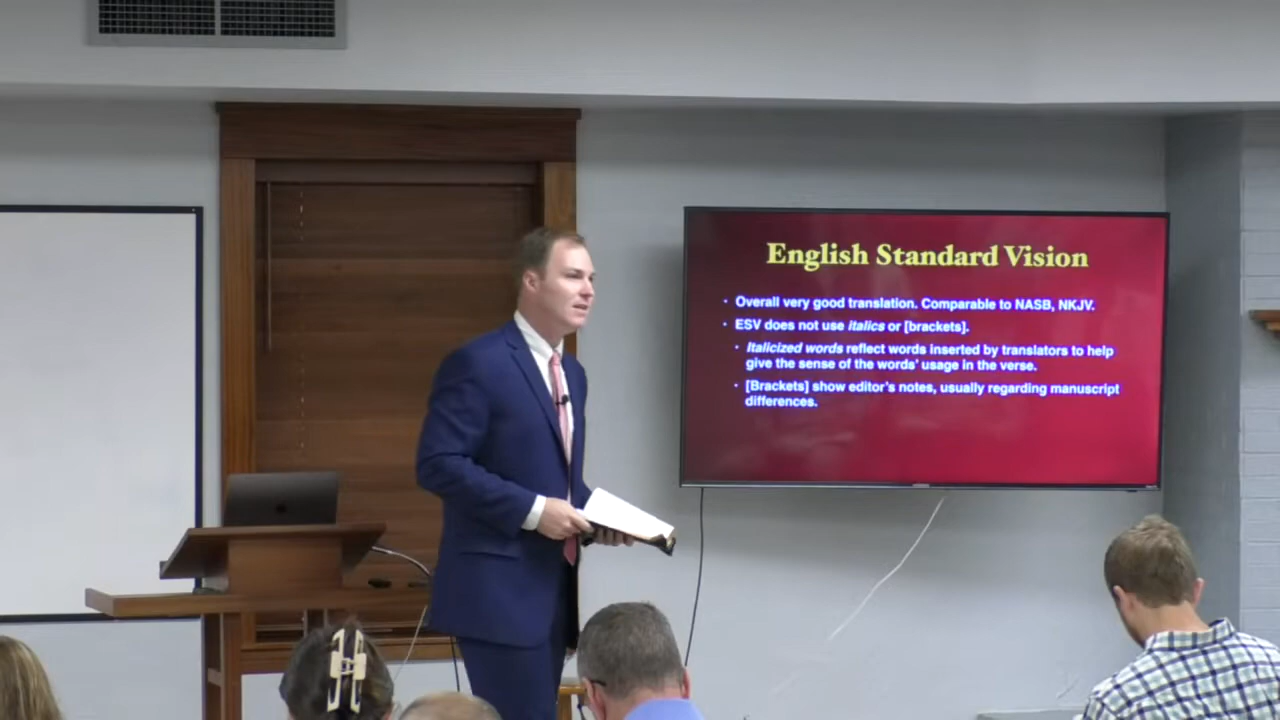 English Standard Vision
· Overall very good translation. Comparable to NASB, NKJV.
· ESV does not use italics or [brackets].
· Italicized words reflect words inserted by translators to help
give the sense of the words' usage in the verse.
· [Brackets] show editor's notes, usually regarding manuscript
differences.